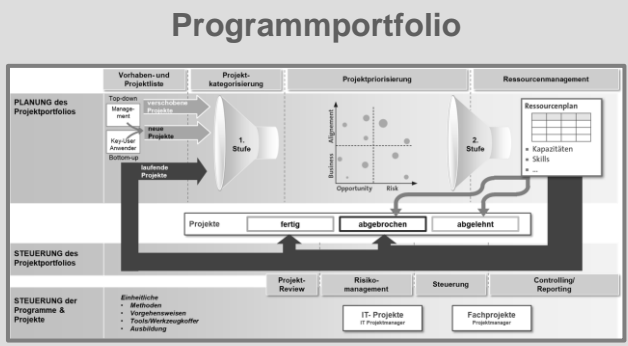 Programmportfolio
Vorhaben- und
Projektliste
Projekt-
kategorisierung
Projektpriorisierung
Ressourcenmanagement
PLANUNG des
Projektportfolios
Top-down
Manage-
ment
Key-User
Anwender
Bottom-up
verschobene
Projekte
neue
Projekte
laufende
Projekte
1.
Stufe
Business Alignement
Opportunity Risk
2.
Stufe
Ressourcenplan
Kapazitäten
Skills
...
Projekte
fertig
abgebrochen
abgelehnt
STEUERUNG des
Projektportfolios
Projekt-
Review
Risiko-
management
Steuerung
Controlling/
Reporting
STEUERUNG der
Programme &
Projekte
Einheitliche
• Methoden
• Vorgehensweisen
• Tools/Werkzeugkoffer
• Ausbildung
IT- Projekte
IT Projektmanager
Fachprojekte
Projektmanager